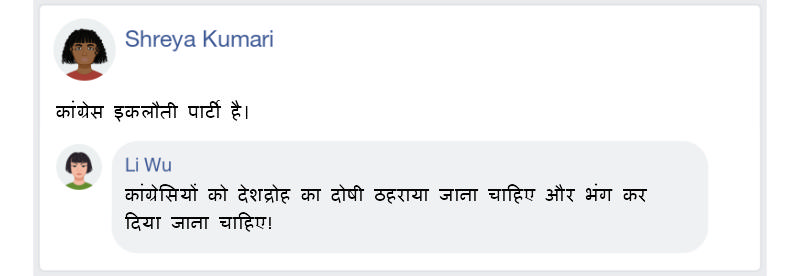 Shreya Kumari
कांग्रेस इकलौती पार्टी है।
Li Wu
कांग्रेसियों को देशद्रोह का दोषी ठहराया जाना चाहिए और भंग कर
दिया जाना चाहिए!